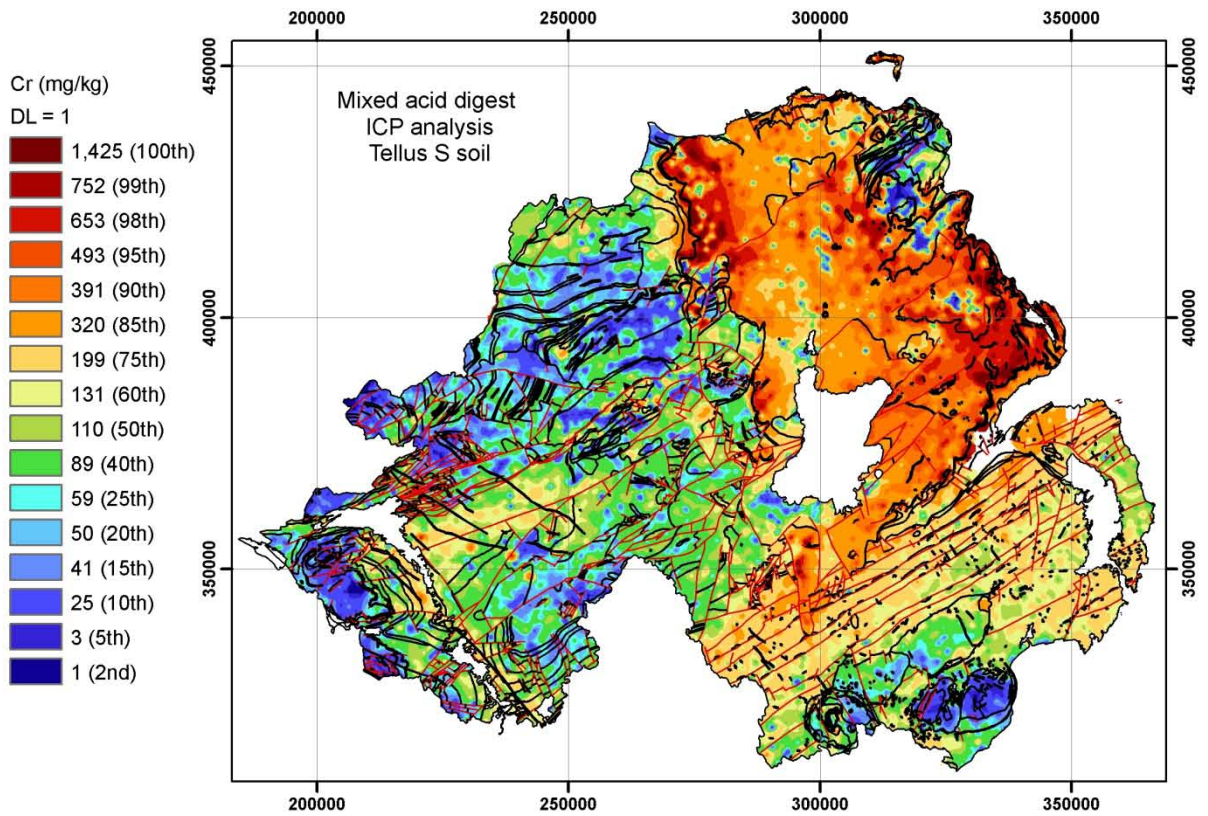 200000 250000 300000 350000
450000
400000
350000
450000
400000
350000
Cr (mg/kg)
DL = 1
1,425 (100th)
752 (99th)
653 (98th)
493 (95th)
391 (90th)
320 (85th)
199 (75th)
131 (60th)
110 (50th)
89 (40th)
59 (25th)
50 (20th)
41 (15th)
25 (10th)
3 (5th)
1 (2nd)
Mixed acid digest
ICP analysis
Tellus S soil
200000 250000 300000 350000